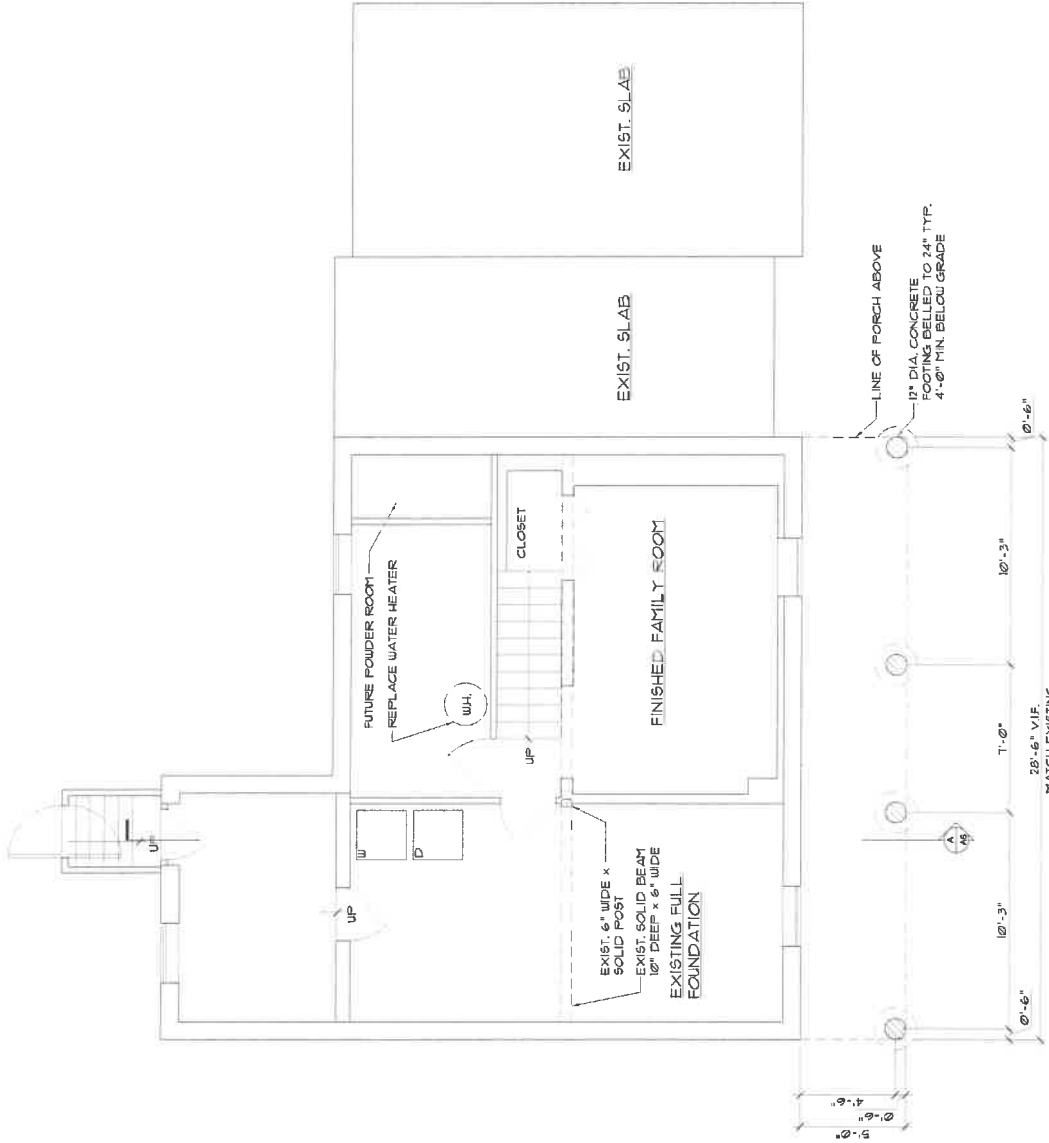 EXIST. SLAB
EXIST. SLAB
FUTURE POWDER ROOM
REPLACE WATER HEATER
W.H.
CLOSET
UP
UP
UP
W
D
FINISHED FAMILY ROOM
EXIST. 6" WIDE x
SOLID POST
EXIST. SOLID BEAM
10" DEEP x 6" WIDE
EXISTING FULL
FOUNDATION
LINE OF PORCH ABOVE
12" DIA. CONCRETE
FOOTING BELLED TO 24" TYP.
4'-0" MIN. BELOW GRADE
0'-6"
10'-3"
7'-0"
10'-3"
0'-6"
28'-6" V.I.F.
MATCH EXISTING
A
A6
4'-6"
0'-6"
5'-0"